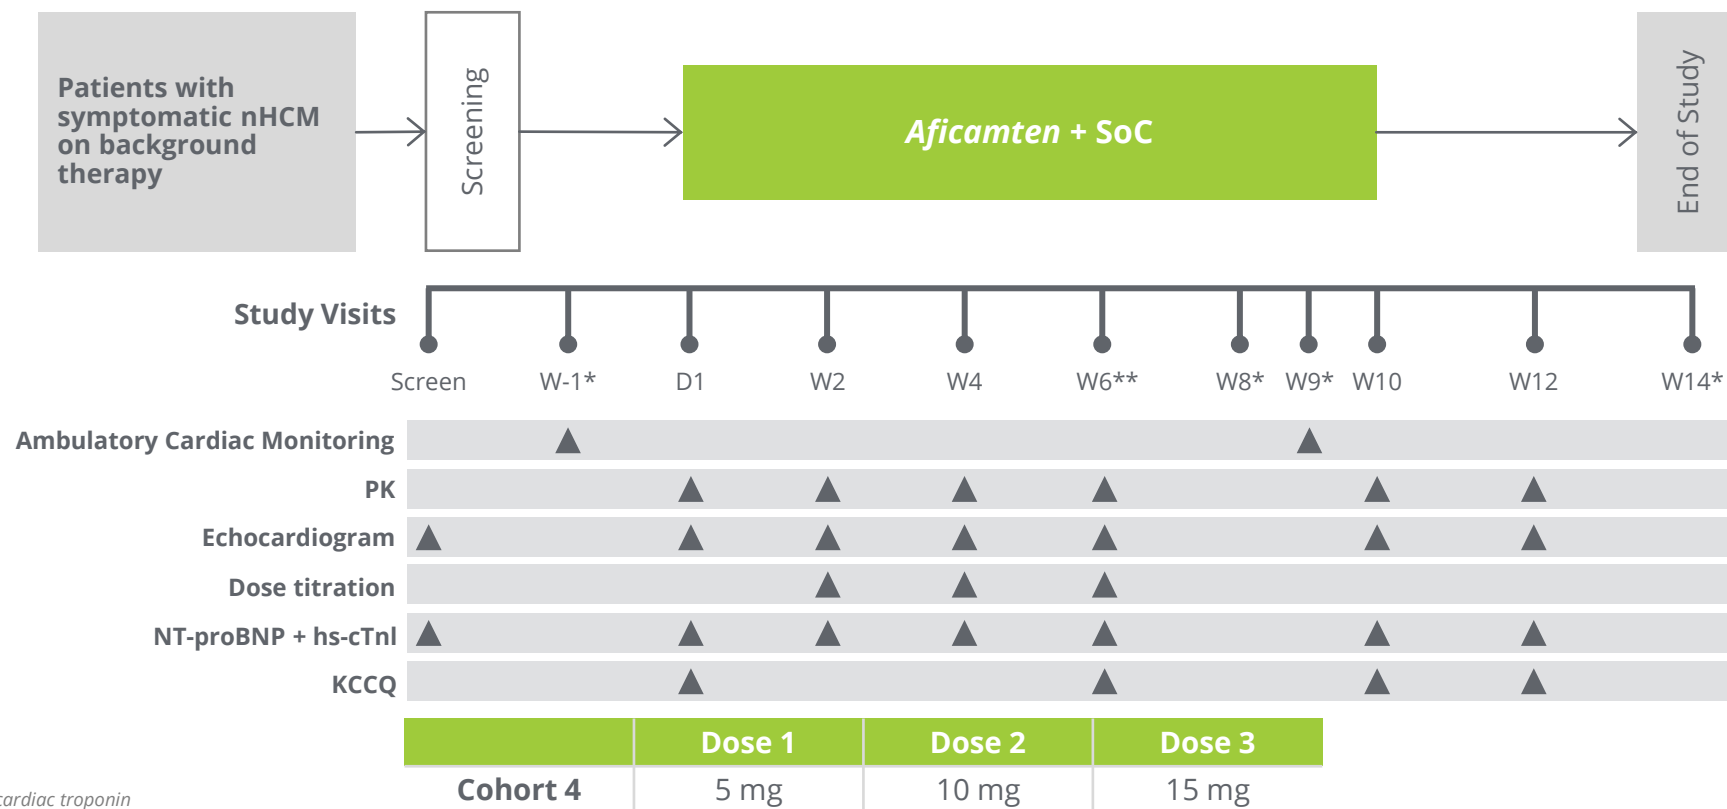 Patients with
symptomatic nHCM
on background
therapy
Screening
Aficamten + SoC
End of Study
Study Visits
Screen W-1* D1 W2 W4 W6** W8* W9* W10 W12 W14*
Ambulatory Cardiac Monitoring
PK
Echocardiogram
Dose titration
NT-proBNP + hs-cTnI
KCCQ
Dose 1 Dose 2 Dose 3
Cohort 4 5 mg 10 mg 15 mg
cardiac troponin